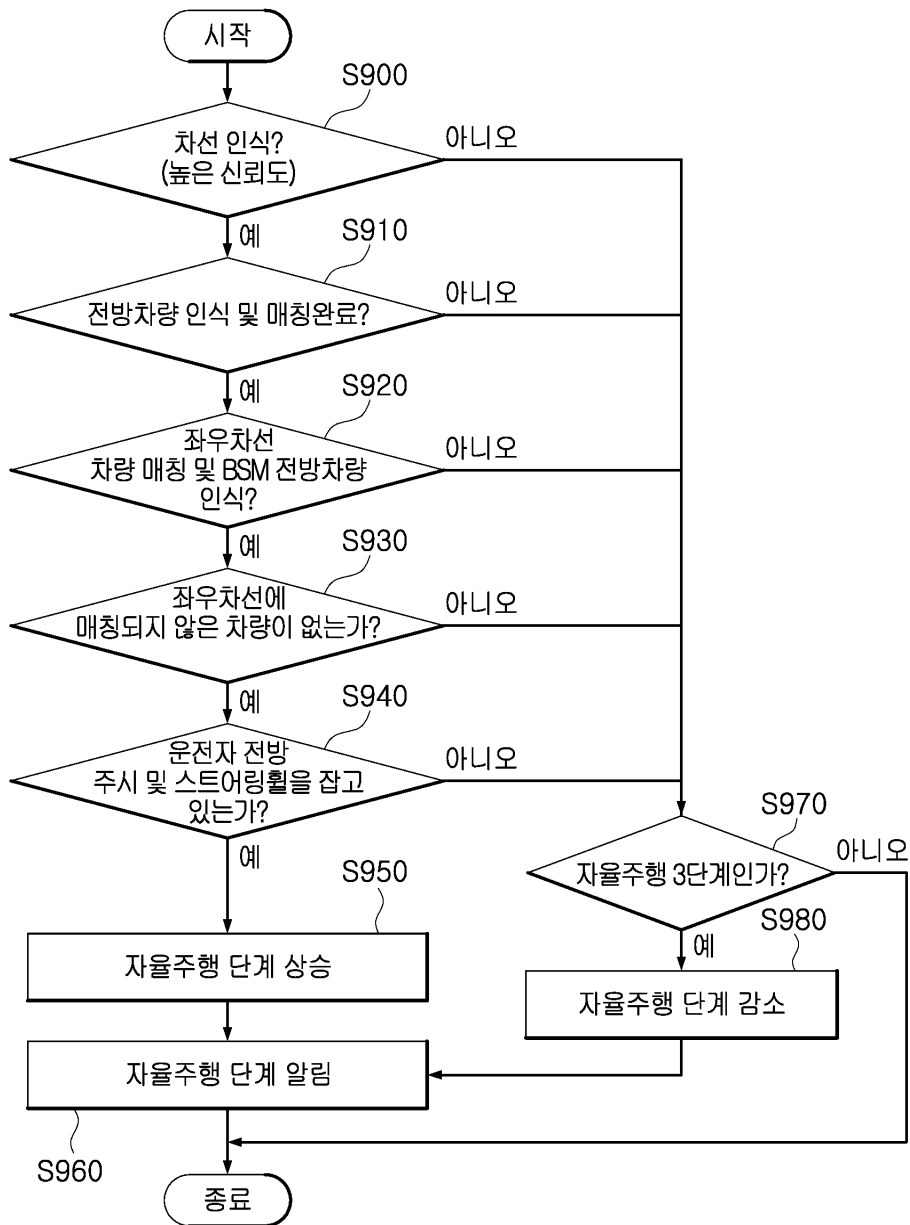 시작
S900
차선 인식?
(높은 신뢰도)
아니오
예
S910
전방차량 인식 및 매칭완료?
아니오
예
S920
좌우차선
차량 매칭 및 BSM 전방차량
인식?
아니오
예
S930
좌우차선에
매칭되지 않은 차량이 없는가?
아니오
예
S940
운전자 전방
주시 및 스토어링휠을 잡고
있는가?
아니오
예
S970
자율주행 3단계인가?
아니오
예
S950
자율주행 단계 상승
S980
자율주행 단계 감소
자율주행 단계 알림
S960
종료